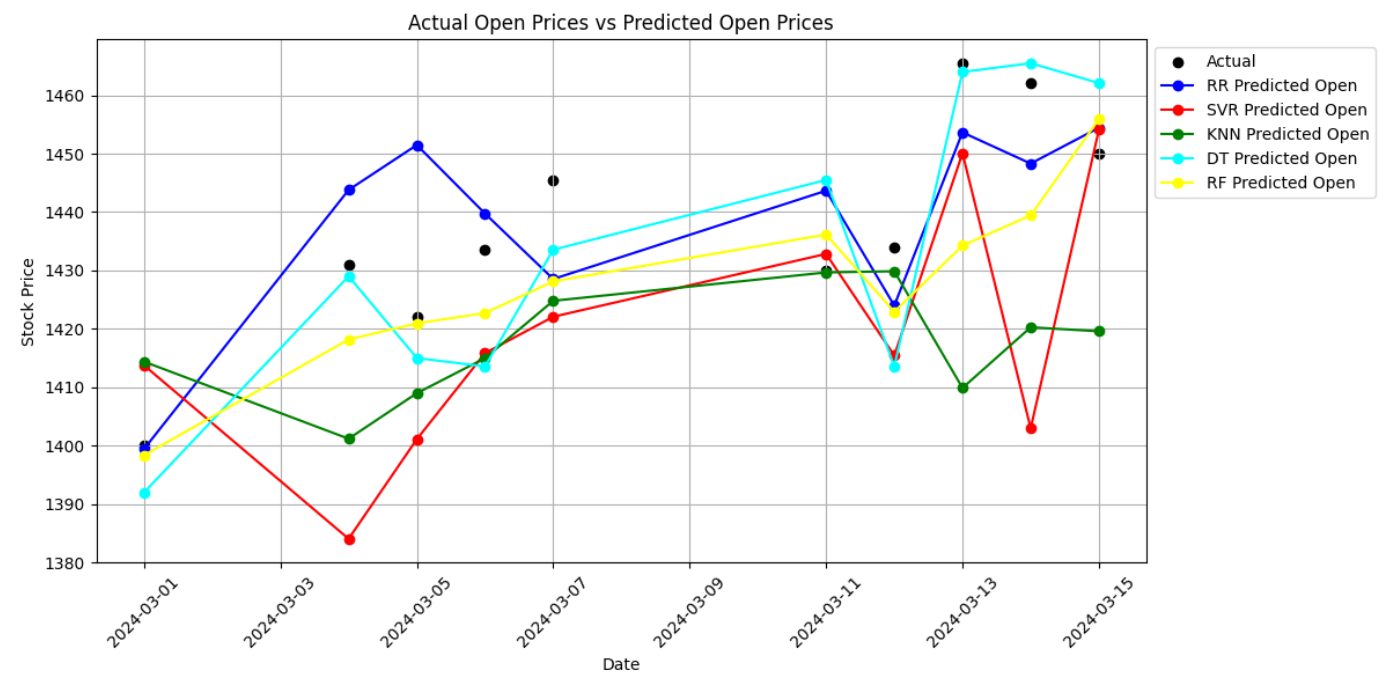 Actual Open Prices vs Predicted Open Prices
Actual
RR Predicted Open
SVR Predicted Open
KNN Predicted Open
DT Predicted Open
RF Predicted Open
Stock Price
1460
1450
1440
1430
1420
1410
1400
1390
1380
2024-03-01
2024-03-03
2024-03-05
2024-03-07
2024-03-09
2024-03-11
2024-03-13
2024-03-15
Date